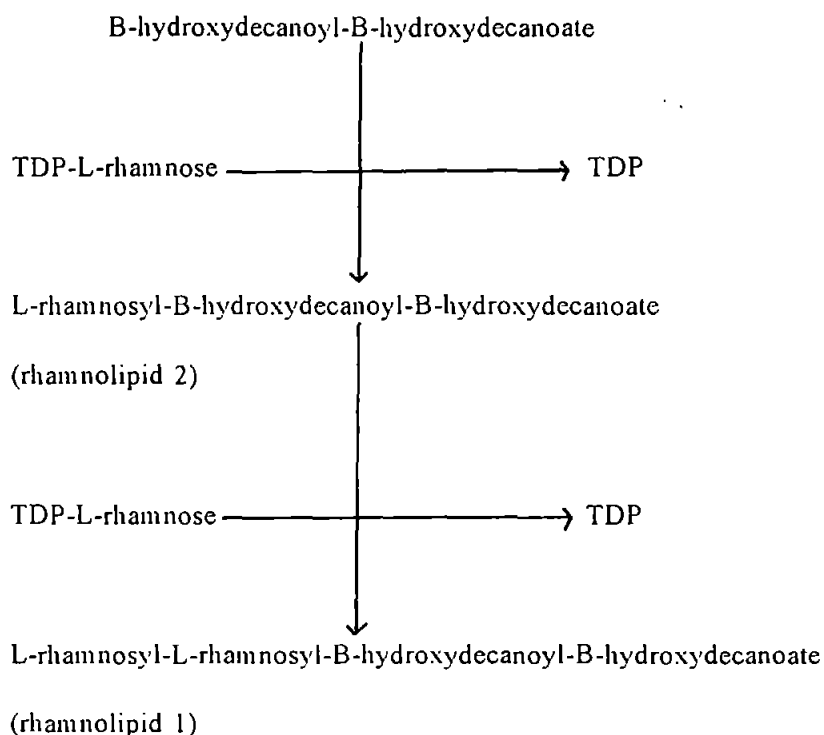 B-hydroxydecanoyl-B-hydroxydecanoate
TDP-L-rhamnose TDP
L-rhamnosyl-B-hydroxydecanoyl-B-hydroxydecanoate
(rhamnolipid 2)
TDP-L-rhamnose TDP
L-rhamnosyl-L-rhamnosyl-B-hydroxydecanoyl-B-hydroxydecanoate
(rhamnolipid 1)